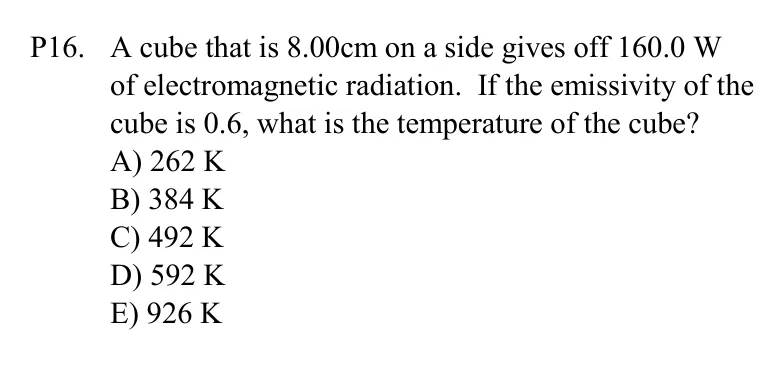 P16. A cube that is 8.00cm on a side gives off 160.0 W
of electromagnetic radiation. If the emissivity of the
cube is 0.6, what is the temperature of the cube?
A) 262 K
B) 384 K
C) 492 K
D) 592 K
E) 926 K